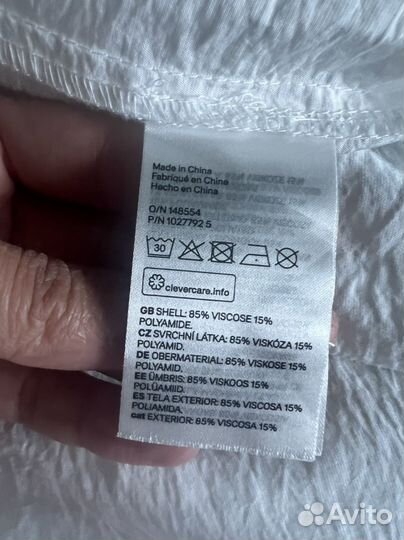 Made in China
Fabriqué en Chine
Hecho en China
O/N 148554
P/N 1027792 5
30
clevercare.info
GB SHELL: 85% VISCOSE 15%
POLYAMIDE.
CZ SVRCHNÍ LÁTKA: 85% VISKÓZA 15%
POLYAMID.
DE OBERMATERIAL: 85% VISKOSE 15%
POLYAMID.
EE ÜMBRIS: 85% VISKOOS 15%
POLÜAMIID.
ES TELA EXTERIOR: 85% VISCOSA 15%
POLIAMIDA.
cat EXTERIOR: 85% VISCOSA 15%
Avito